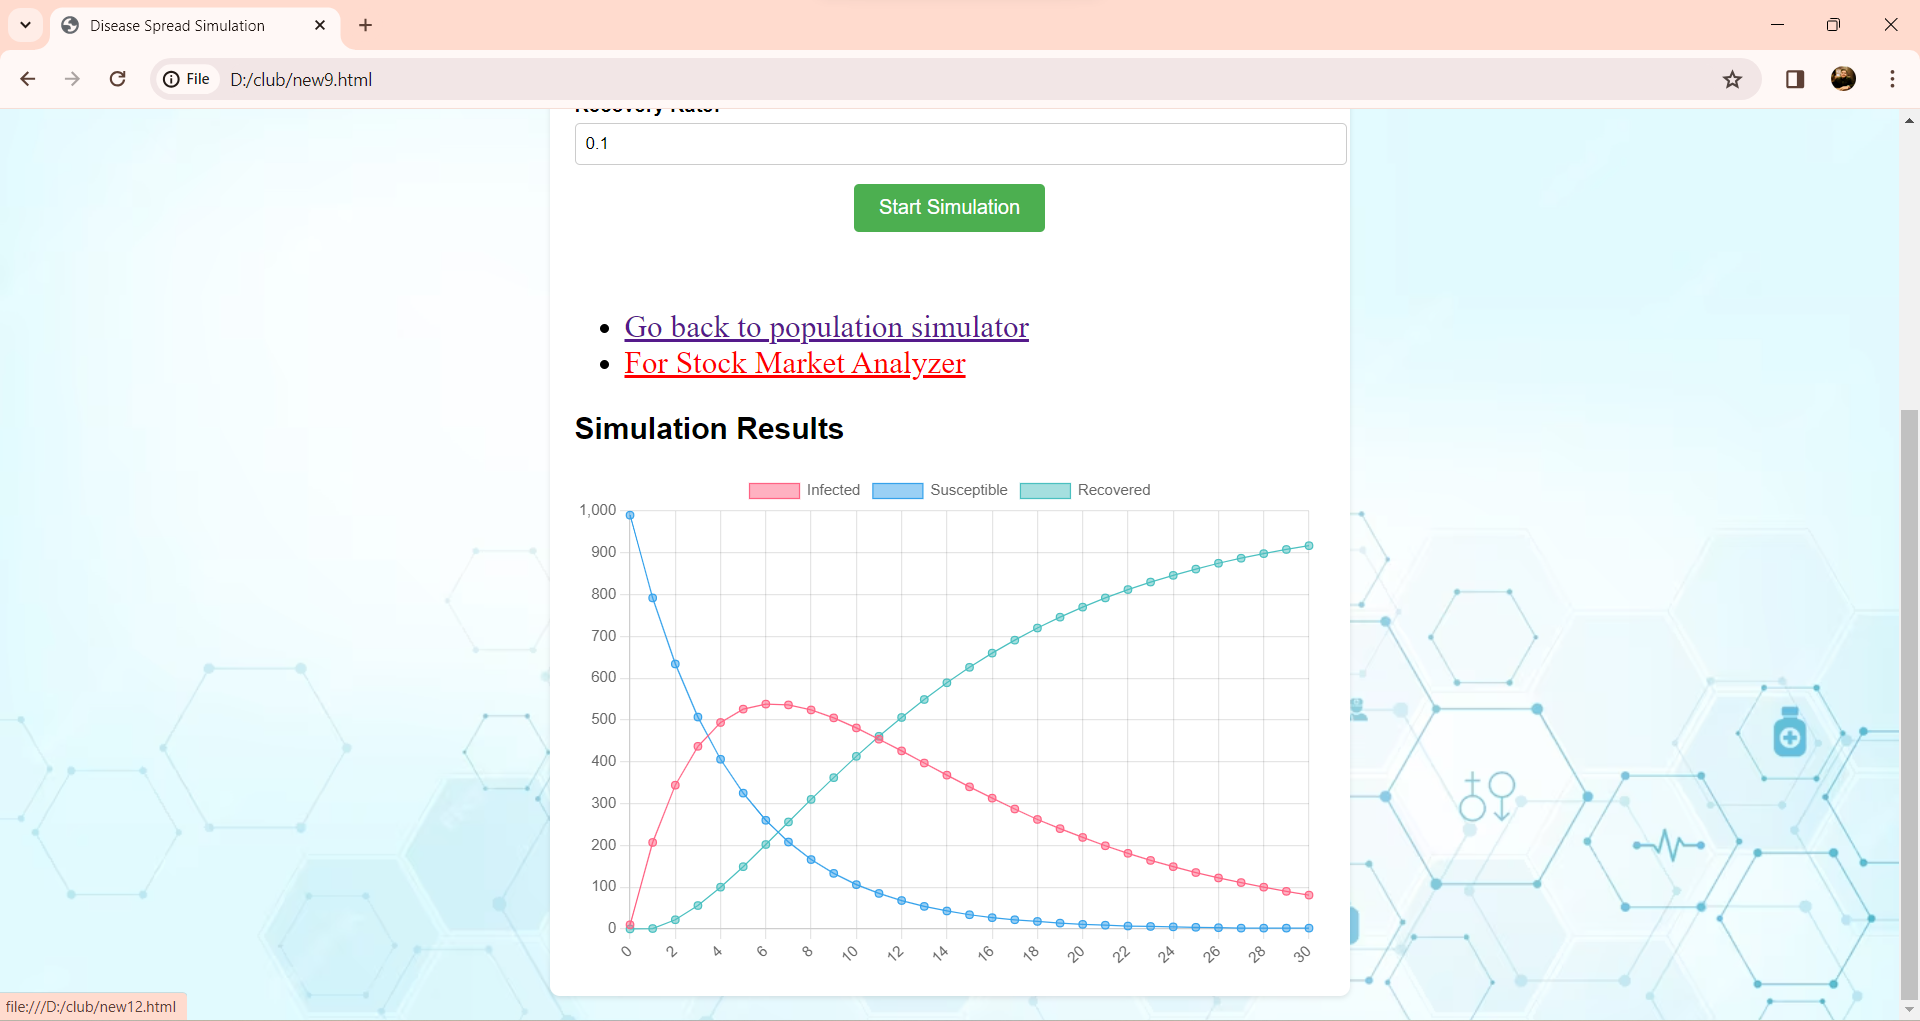 Disease Spread Simulation
File D:/club/new9.html
Recovery Rate:
0.1
Start Simulation
Go back to population simulator
For Stock Market Analyzer
Simulation Results
Infected Susceptible Recovered
1,000
900
800
700
600
500
400
300
200
100
0
0 2 4 6 8 10 12 14 16 18 20 22 24 26 28 30
file:///D:/club/new12.html